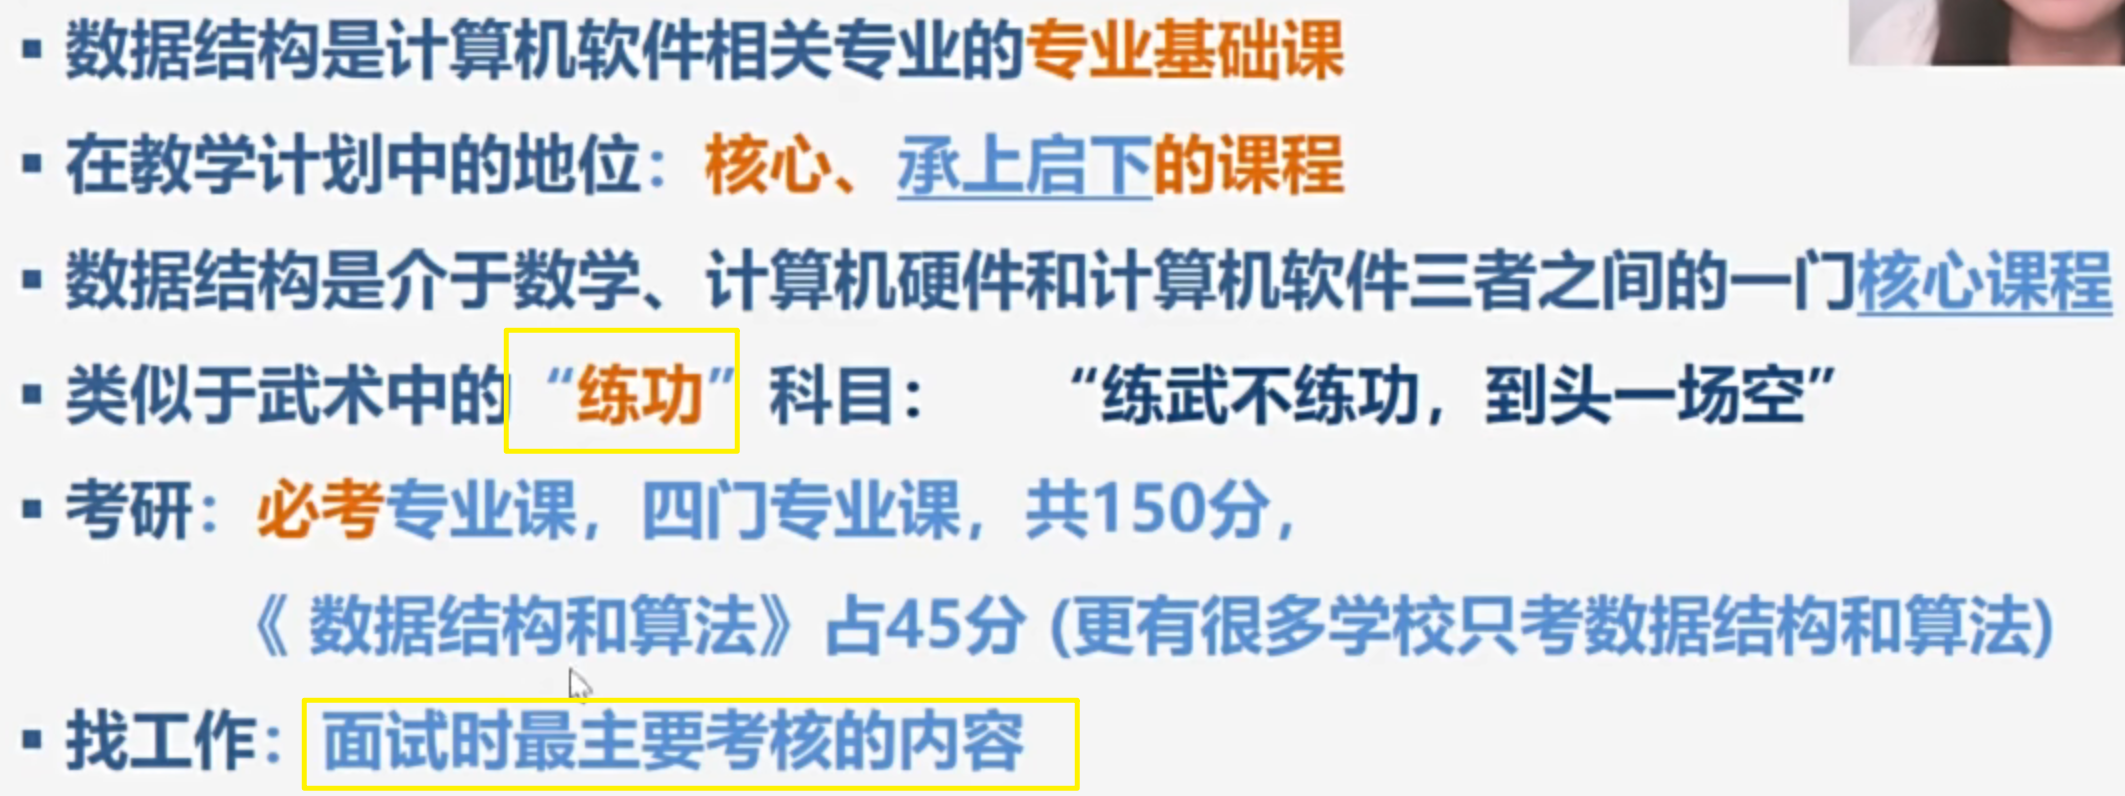 ▪ 数据结构是计算机软件相关专业的专业基础课
▪ 在教学计划中的地位：核心、承上启下的课程
▪ 数据结构是介于数学、计算机硬件和计算机软件三者之间的一门核心课程
▪ 类似于武术中的“练功”科目： “练武不练功，到头一场空”
▪ 考研：必考专业课，四门专业课，共150分，
《 数据结构和算法》占45分 (更有很多学校只考数据结构和算法)
▪ 找工作：面试时最主要考核的内容